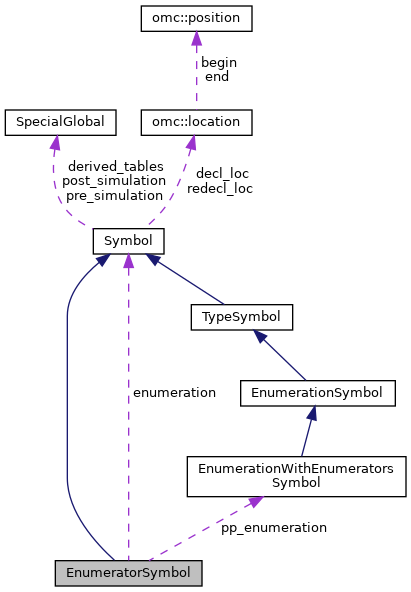 omc::position
begin
end
SpecialGlobal
omc::location
derived_tables
post_simulation
pre_simulation
decl_loc
redecl_loc
Symbol
TypeSymbol
enumeration
EnumerationSymbol
EnumerationWithEnumerators
Symbol
pp_enumeration
EnumeratorSymbol